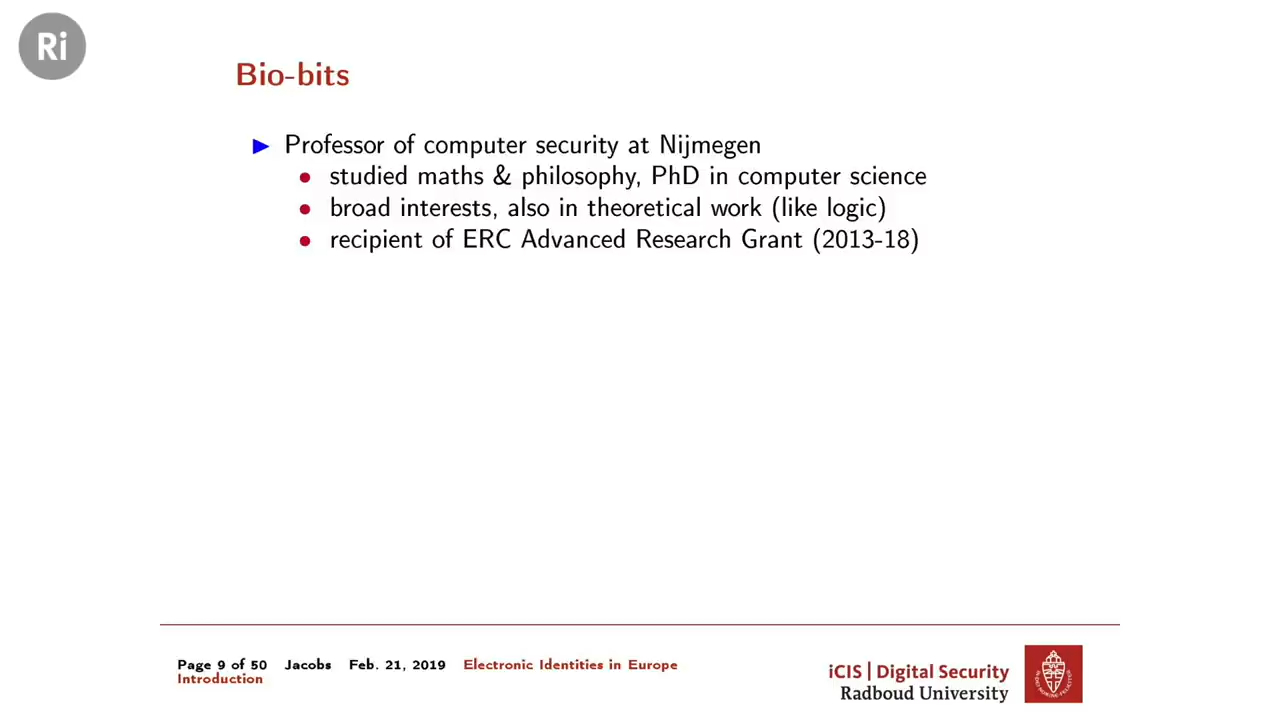 Ri
Bio-bits
Professor of computer security at Nijmegen
studied maths & philosophy, PhD in computer science
broad interests, also in theoretical work (like logic)
recipient of ERC Advanced Research Grant (2013-18)
Page 9 of 50 Jacobs Feb. 21, 2019 Electronic Identities in Europe
Introduction
iCIS | Digital Security
Radboud University